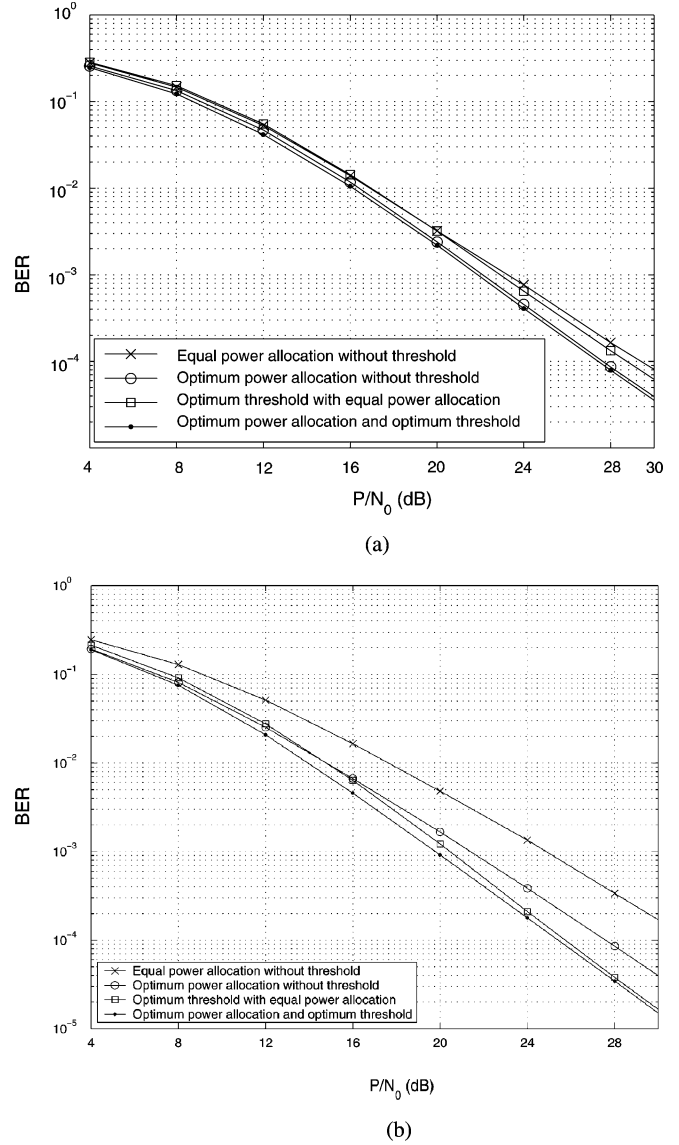 10^0
10^-1
10^-2
10^-3
10^-4
BER
Equal power allocation without threshold
Optimum power allocation without threshold
Optimum threshold with equal power allocation
Optimum power allocation and optimum threshold
4 8 12 16 20 24 28 30
P/N_0 (dB)
(a)
10^0
10^-1
10^-2
10^-3
10^-4
10^-5
BER
Equal power allocation without threshold
Optimum power allocation without threshold
Optimum threshold with equal power allocation
Optimum power allocation and optimum threshold
4 8 12 16 20 24 28
P/N_0 (dB)
(b)